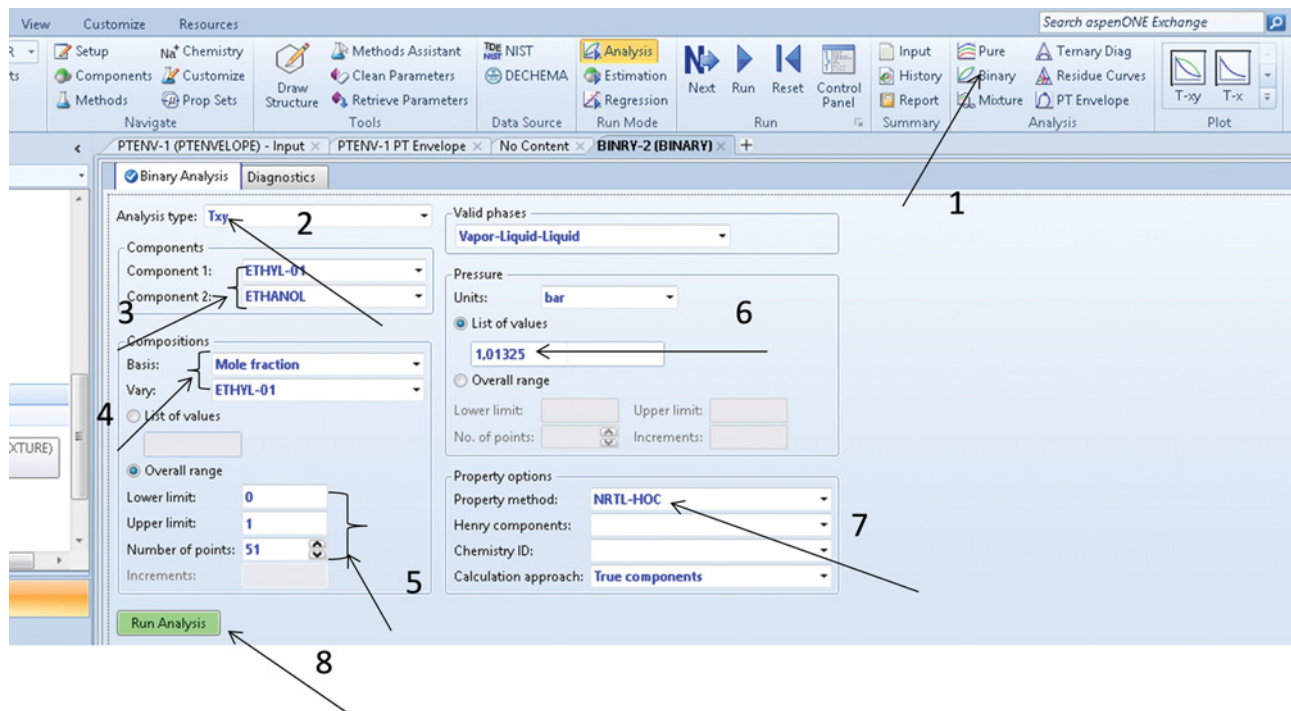 View Customize Resources Search aspenONE Exchange
Setup Na+ Chemistry Methods Assistant NIST Analysis Input Pure Ternary Diag
Components Customize Draw Structure Clean Parameters DECHEMA Estimation Next Run Reset Control Panel History Binary Residue Curves T-xy T-x
Methods Prop Sets Retrieve Parameters Regression Report Mixture PT Envelope
Navigate Tools Data Source Run Mode Run Summary Analysis Plot
PTENV-1 (PTENVELOPE) - Input PTENV-1 PT Envelope No Content BINRY-2 (BINARY) +
1
Binary Analysis Diagnostics
Analysis type: Txy
2
Components
Component 1: ETHYL-01
Component 2: ETHANOL
3
Compositions
Basis: Mole fraction
Vary: ETHYL-01
4
List of values
Overall range
Lower limit: 0
Upper limit: 1
Number of points: 51
Increments:
5
Run Analysis
8
Valid phases
Vapor-Liquid-Liquid
Pressure
Units: bar
6
List of values
1,01325
Overall range
Lower limit: Upper limit:
No. of points: Increments:
Property options
Property method: NRTL-HOC
Henry components:
7
Chemistry ID:
Calculation approach: True components